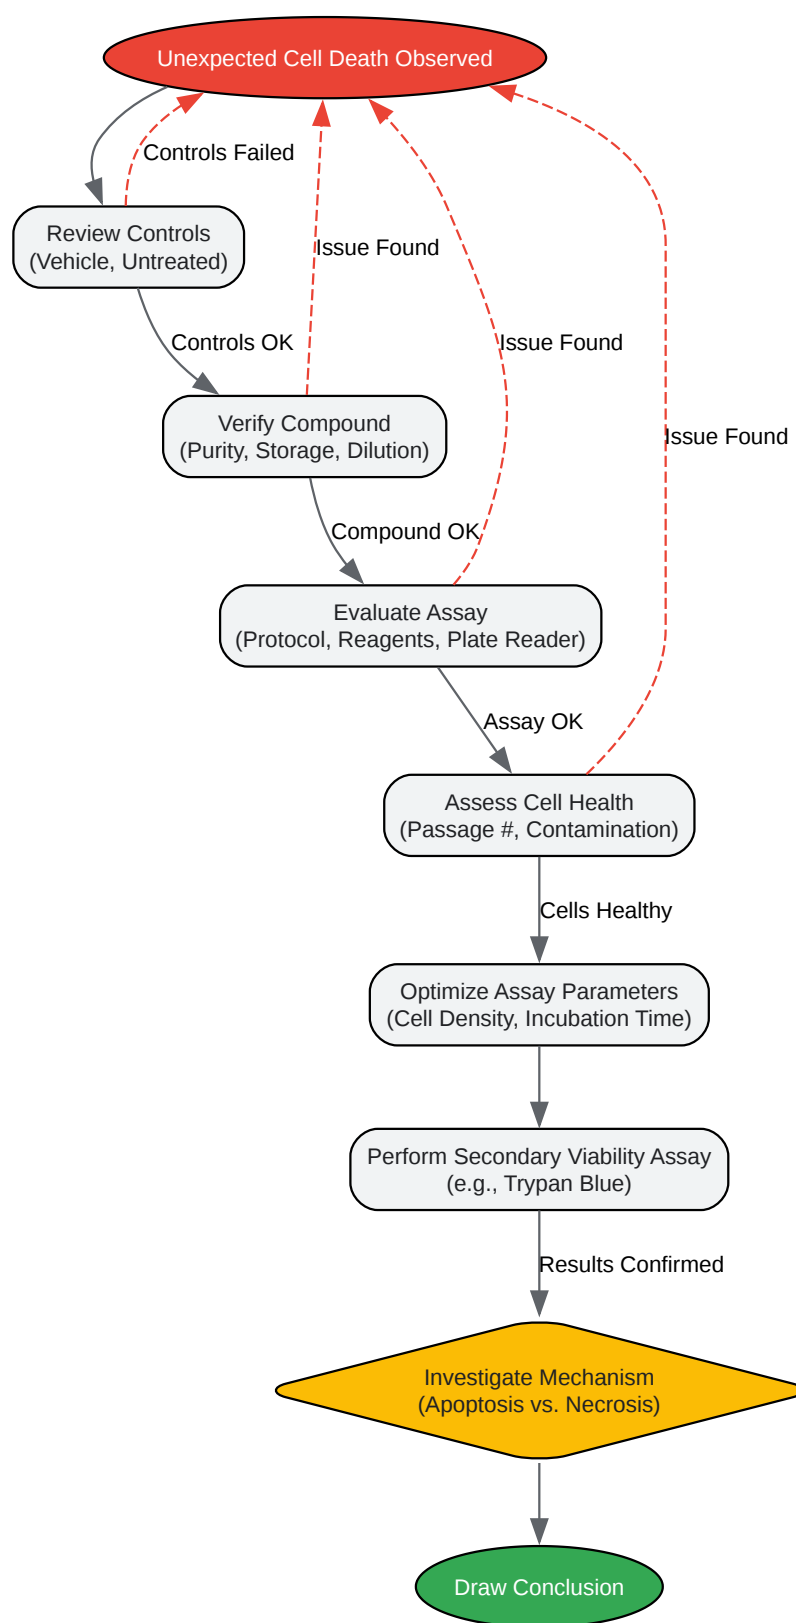 Unexpected Cell Death Observed
Controls Failed
Review Controls
(Vehicle, Untreated)
Issue Found
Controls OK
Issue Found
Verify Compound
(Purity, Storage, Dilution)
Issue Found
Compound OK
Evaluate Assay
(Protocol, Reagents, Plate Reader)
Assay OK
Assess Cell Health
(Passage #, Contamination)
Cells Healthy
Optimize Assay Parameters
(Cell Density, Incubation Time)
Perform Secondary Viability Assay
(e.g., Trypan Blue)
Results Confirmed
Investigate Mechanism
(Apoptosis vs. Necrosis)
Draw Conclusion